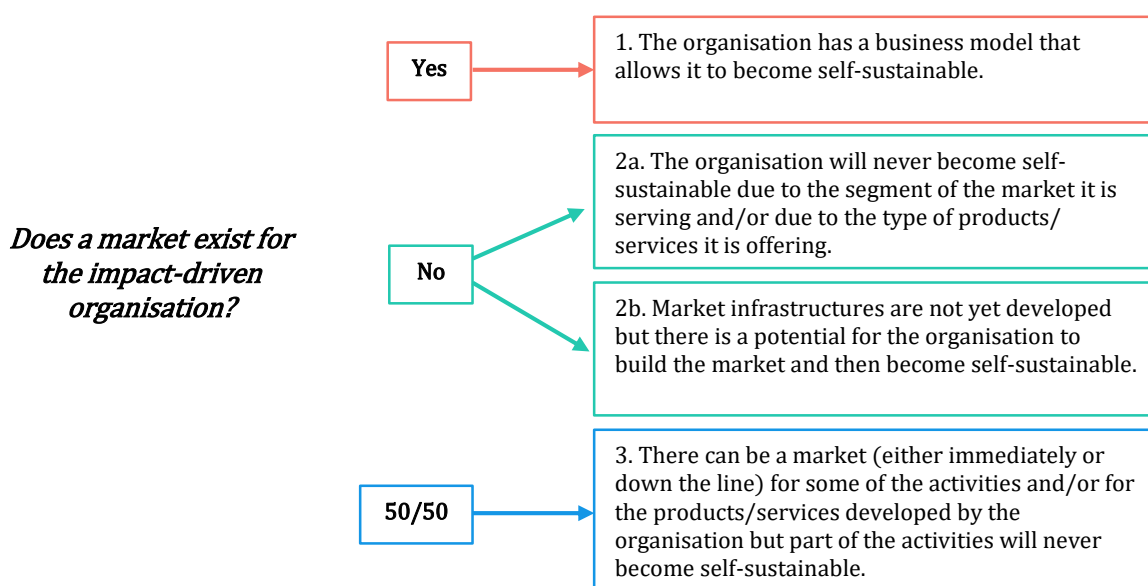 Does a market exist for
the impact-driven
organisation?
Yes
1. The organisation has a business model that
allows it to become self-sustainable.
No
2a. The organisation will never become self-
sustainable due to the segment of the market it is
serving and/or due to the type of products/
services it is offering.
2b. Market infrastructures are not yet developed
but there is a potential for the organisation to
build the market and then become self-sustainable.
50/50
3. There can be a market (either immediately or
down the line) for some of the activities and/or for
the products/services developed by the
organisation but part of the activities will never
become self-sustainable.